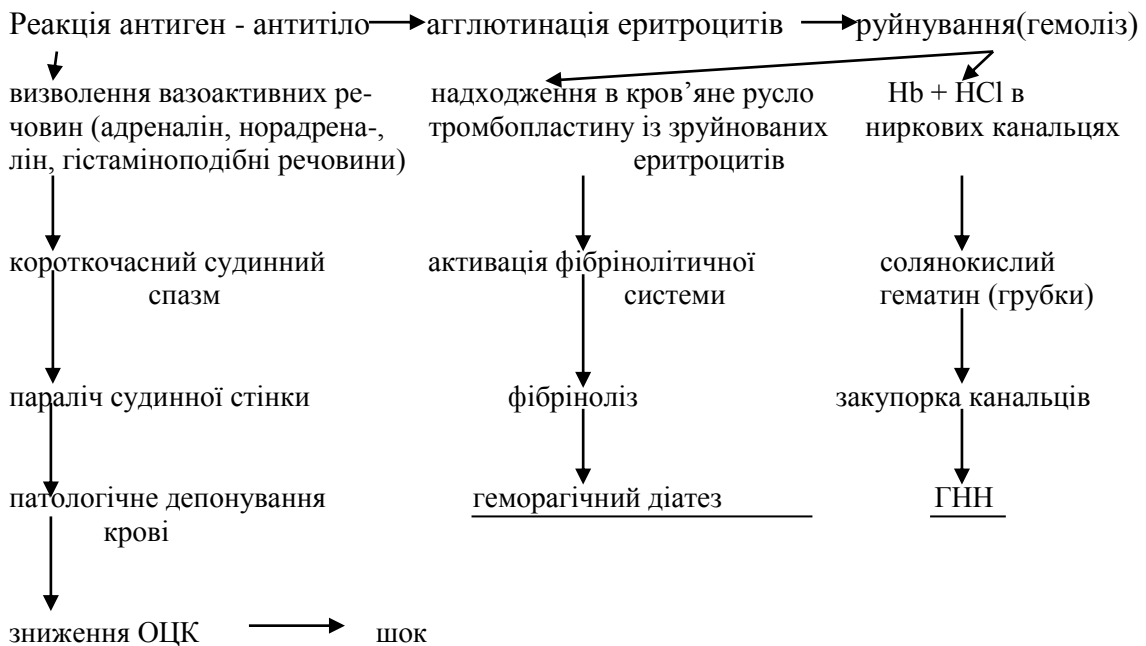 Реакція антиген - антитіло агглютинація еритроцитів руйнування(гемоліз)
визволення вазоактивних ре-
човин (адреналін, норадрена-,
лін, гістаміноподібні речовини)
надходження в кров’яне русло
тромбопластину із зруйнованих
еритроцитів
Hb + HCl в
ниркових канальцях
короткочасний судинний
спазм
активація фібрінолітичної
системи
солянокислий
гематин (грубки)
параліч судинної стінки
фібріноліз
закупорка канальців
патологічне депонування
крові
геморагічний діатез
ГНН
зниження ОЦК шок